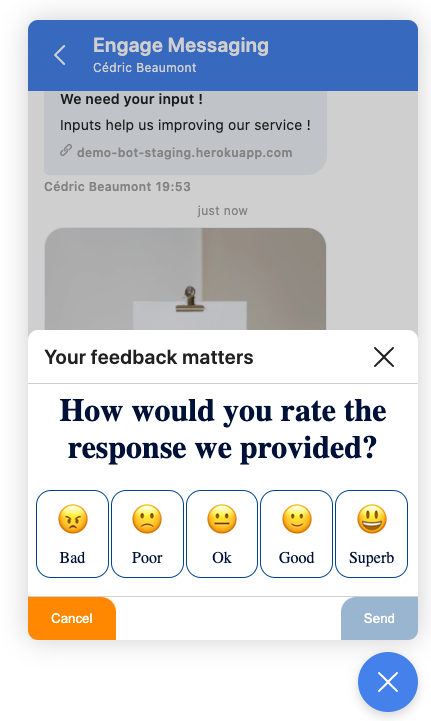 Engage Messaging
Cédric Beaumont
We need your input !
Inputs help us improving our service !
demo-bot-staging.herokuapp.com
Cédric Beaumont 19:53
just now
Your feedback matters
How would you rate the
response we provided?
Bad Poor Ok Good Superb
Cancel Send